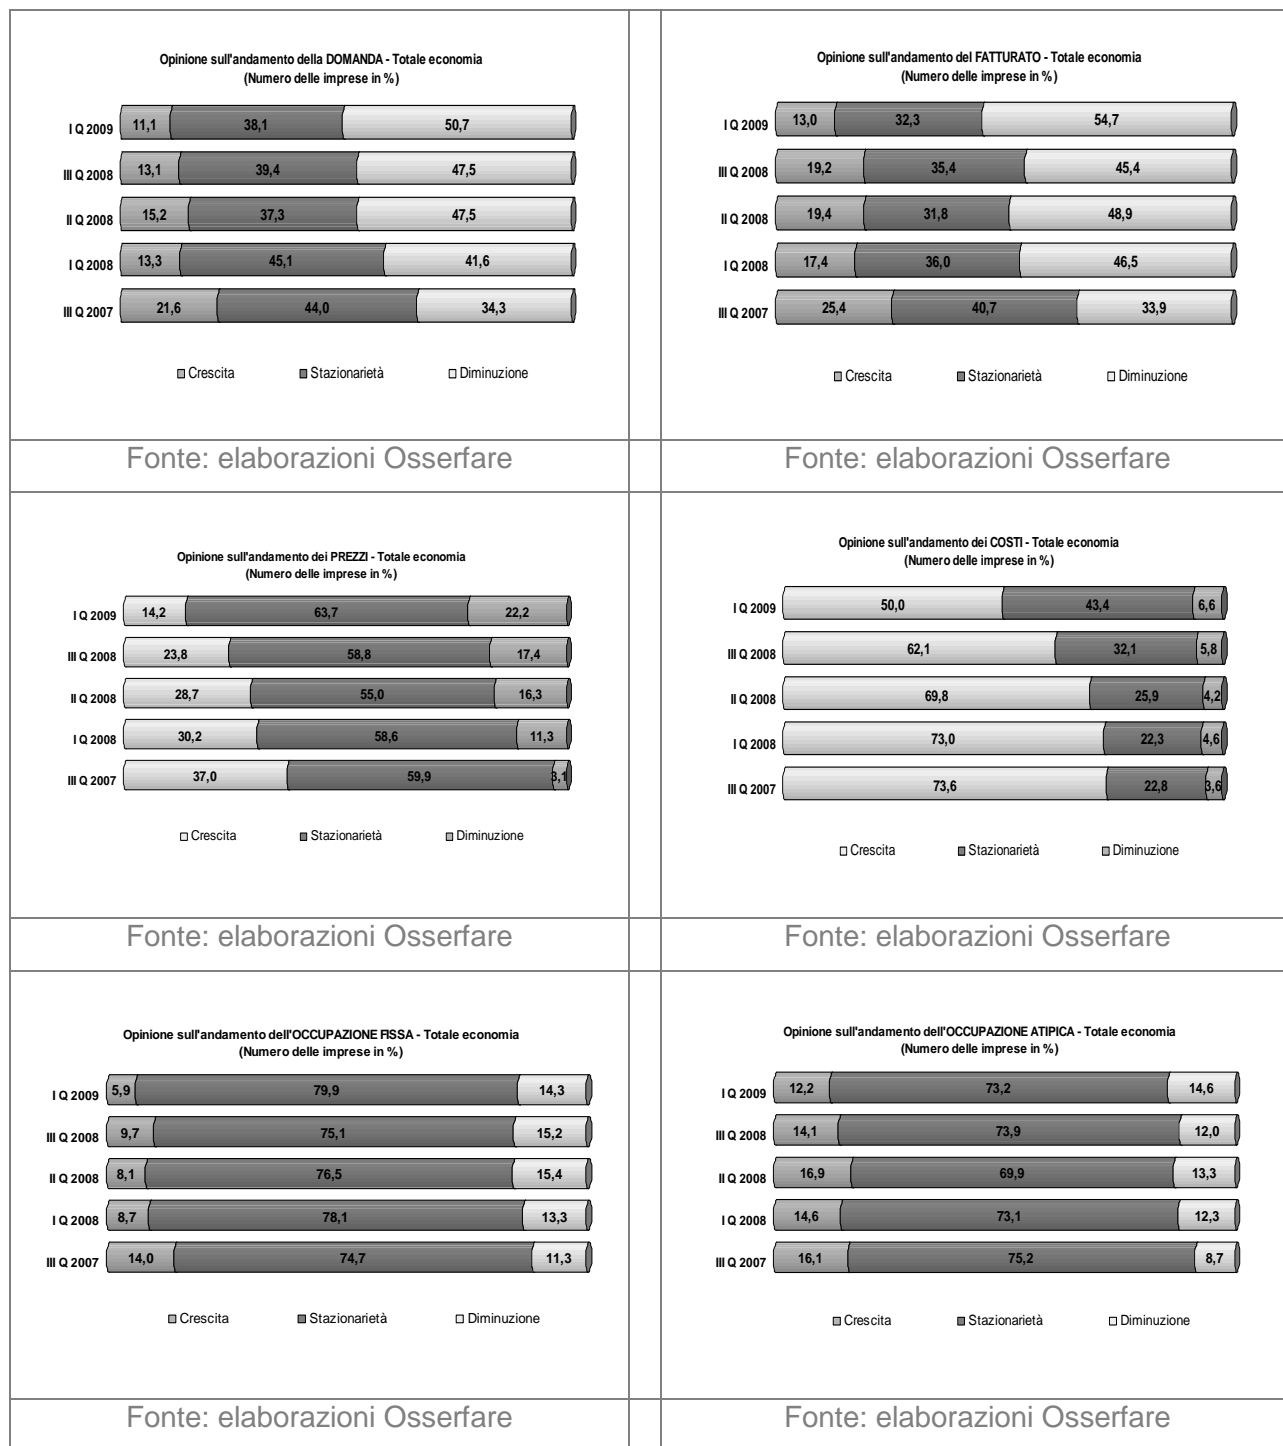 Opinione sull'andamento della DOMANDA - Totale economia
(Numero delle imprese in %)
I Q 2009 11,1 38,1 50,7
III Q 2008 13,1 39,4 47,5
II Q 2008 15,2 37,3 47,5
I Q 2008 13,3 45,1 41,6
III Q 2007 21,6 44,0 34,3
Crescita Stazionarietà Diminuzione
Fonte: elaborazioni Osserfare
Opinione sull'andamento del FATTURATO - Totale economia
(Numero delle imprese in %)
I Q 2009 13,0 32,3 54,7
III Q 2008 19,2 35,4 45,4
II Q 2008 19,4 31,8 48,9
I Q 2008 17,4 36,0 46,5
III Q 2007 25,4 40,7 33,9
Crescita Stazionarietà Diminuzione
Fonte: elaborazioni Osserfare
Opinione sull'andamento dei PREZZI - Totale economia
(Numero delle imprese in %)
I Q 2009 14,2 63,7 22,2
III Q 2008 23,8 58,8 17,4
II Q 2008 28,7 55,0 16,3
I Q 2008 30,2 58,6 11,3
III Q 2007 37,0 59,9 3,1
Crescita Stazionarietà Diminuzione
Fonte: elaborazioni Osserfare
Opinione sull'andamento dei COSTI - Totale economia
(Numero delle imprese in %)
I Q 2009 50,0 43,4 6,6
III Q 2008 62,1 32,1 5,8
II Q 2008 69,8 25,9 4,2
I Q 2008 73,0 22,3 4,6
III Q 2007 73,6 22,8 3,6
Crescita Stazionarietà Diminuzione
Fonte: elaborazioni Osserfare
Opinione sull'andamento dell'OCCUPAZIONE FISSA - Totale economia
(Numero delle imprese in %)
I Q 2009 5,9 79,9 14,3
III Q 2008 9,7 75,1 15,2
II Q 2008 8,1 76,5 15,4
I Q 2008 8,7 78,1 13,3
III Q 2007 14,0 74,7 11,3
Crescita Stazionarietà Diminuzione
Fonte: elaborazioni Osserfare
Opinione sull'andamento dell'OCCUPAZIONE ATIPICA - Totale economia
(Numero delle imprese in %)
I Q 2009 12,2 73,2 14,6
III Q 2008 14,1 73,9 12,0
II Q 2008 16,9 69,9 13,3
I Q 2008 14,6 73,1 12,3
III Q 2007 16,1 75,2 8,7
Crescita Stazionarietà Diminuzione
Fonte: elaborazioni Osserfare